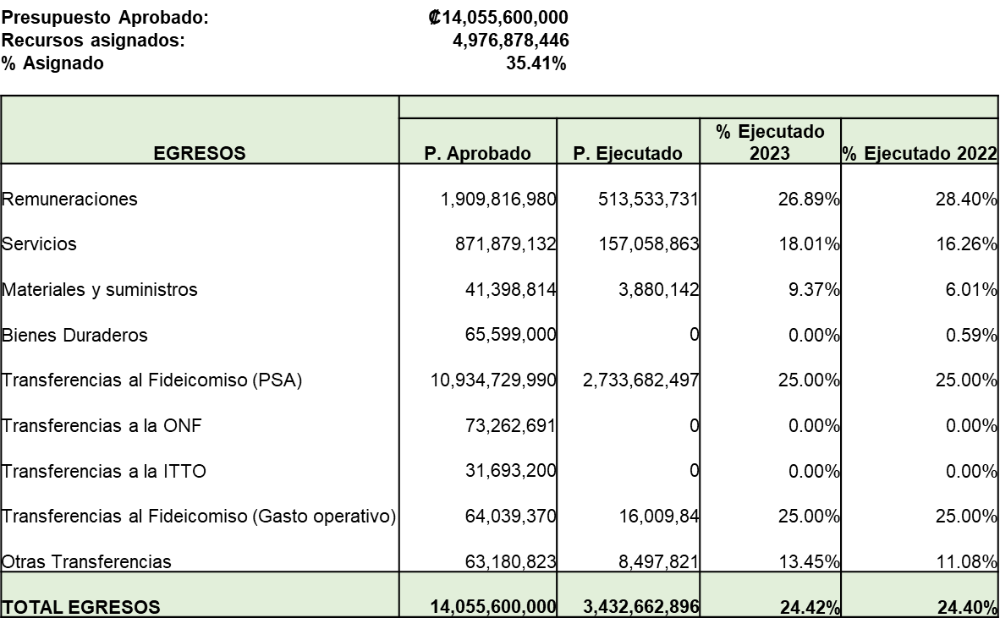 Presupuesto Aprobado: ₡14,055,600,000
Recursos asignados: 4,976,878,446
% Asignado 35.41%
EGRESOS P. Aprobado P. Ejecutado % Ejecutado 2023 % Ejecutado 2022
Remuneraciones 1,909,816,980 513,533,731 26.89% 28.40%
Servicios 871,879,132 157,058,863 18.01% 16.26%
Materiales y suministros 41,398,814 3,880,142 9.37% 6.01%
Bienes Duraderos 65,599,000 0 0.00% 0.59%
Transferencias al Fideicomiso (PSA) 10,934,729,990 2,733,682,497 25.00% 25.00%
Transferencias a la ONF 73,262,691 0 0.00% 0.00%
Transferencias a la ITTO 31,693,200 0 0.00% 0.00%
Transferencias al Fideicomiso (Gasto operativo) 64,039,370 16,009,84 25.00% 25.00%
Otras Transferencias 63,180,823 8,497,821 13.45% 11.08%
TOTAL EGRESOS 14,055,600,000 3,432,662,896 24.42% 24.40%